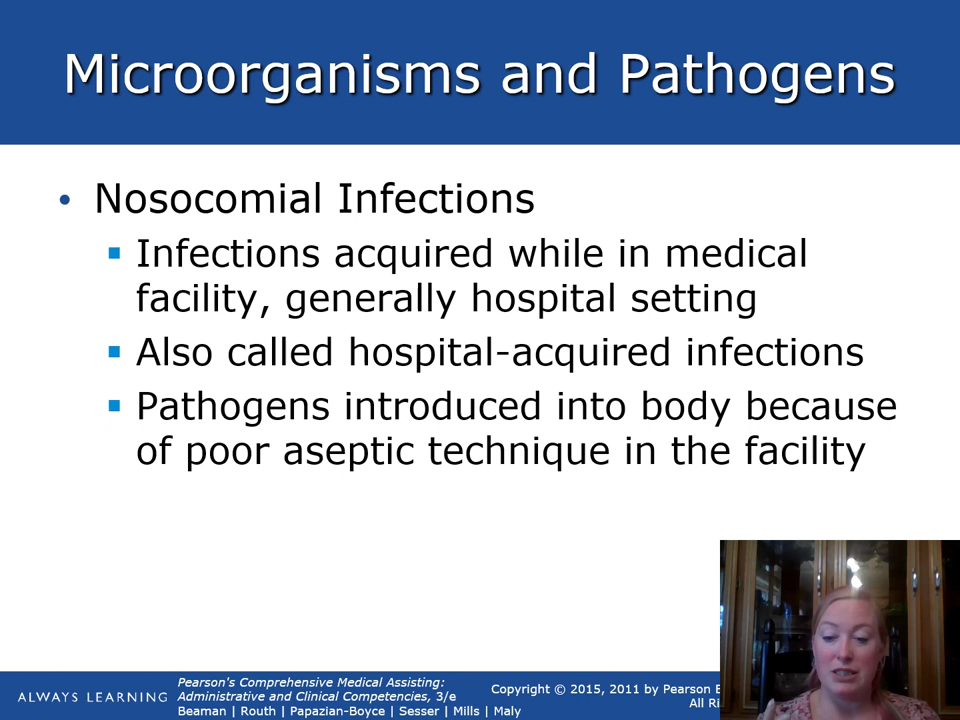 Microorganisms and Pathogens
• Nosocomial Infections
▪ Infections acquired while in medical
facility, generally hospital setting
▪ Also called hospital-acquired infections
▪ Pathogens introduced into body because
of poor aseptic technique in the facility
ALWAYS LEARNING
Pearson's Comprehensive Medical Assisting:
Administrative and Clinical Competencies, 3/e
Beaman | Routh | Papazian-Boyce | Sesser | Mills | Maly
Copyright © 2015, 2011 by Pearson
All